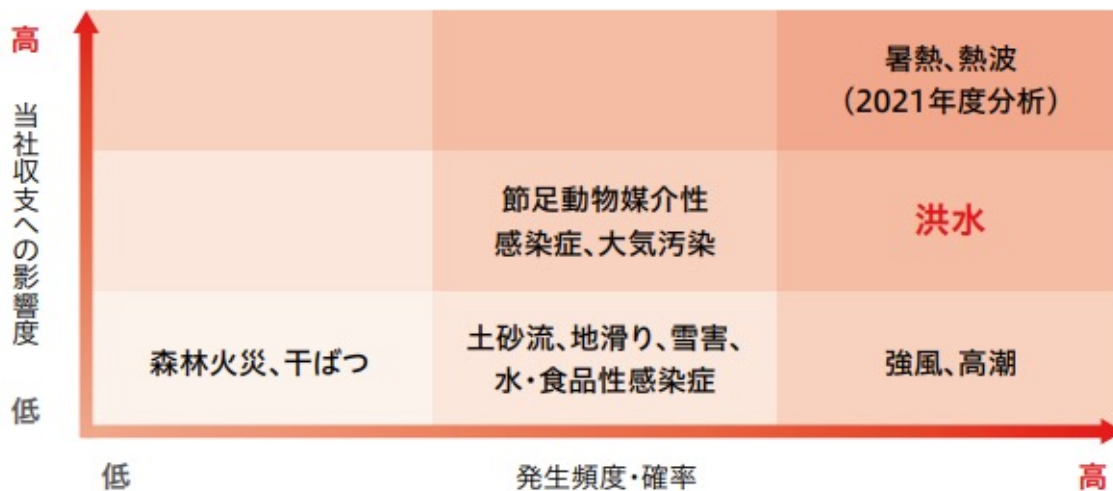 高
当社収支への影響度
低
暑熱、熱波
（2021年度分析）
節足動物媒介性
感染症、大気汚染
洪水
森林火災、干ばつ
土砂流、地滑り、雪害、
水・食品性感染症
強風、高潮
低
発生頻度・確率
高